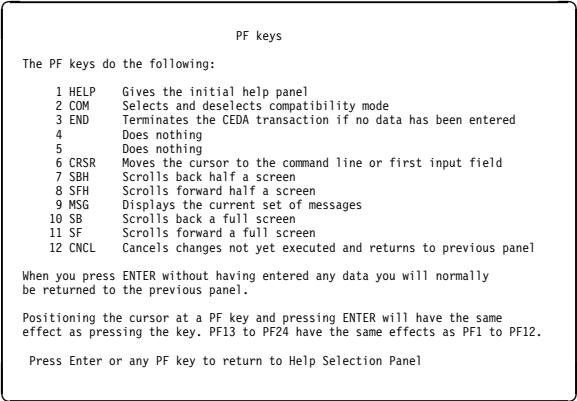 PF keys
The PF keys do the following:
1 HELP Gives the initial help panel
2 COM Selects and deselects compatibility mode
3 END Terminates the CEDA transaction if no data has been entered
4 Does nothing
5 Does nothing
6 CRSR Moves the cursor to the command line or first input field
7 SBH Scrolls back half a screen
8 SFH Scrolls forward half a screen
9 MSG Displays the current set of messages
10 SB Scrolls back a full screen
11 SF Scrolls forward a full screen
12 CNCL Cancels changes not yet executed and returns to previous panel
When you press ENTER without having entered any data you will normally
be returned to the previous panel.
Positioning the cursor at a PF key and pressing ENTER will have the same
effect as pressing the key. PF13 to PF24 have the same effects as PF1 to PF12.
Press Enter or any PF key to return to Help Selection Panel